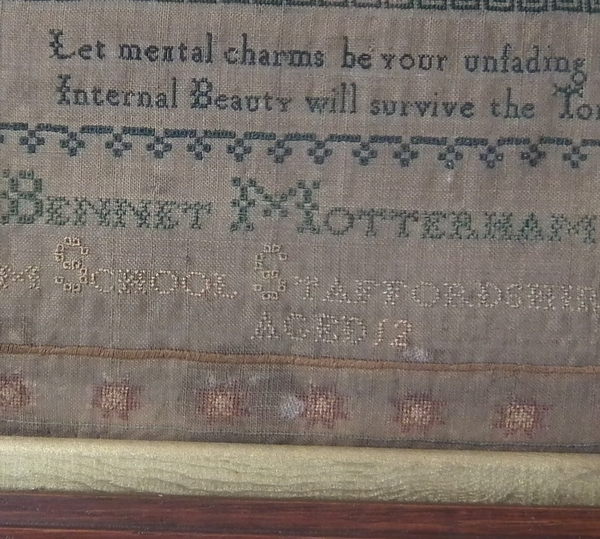 Let mental charms be your unfading
Internal Beauty will survive the
BENNET MOTTERHAM
SCHOOL STAFFORDSHIR
AGED 12